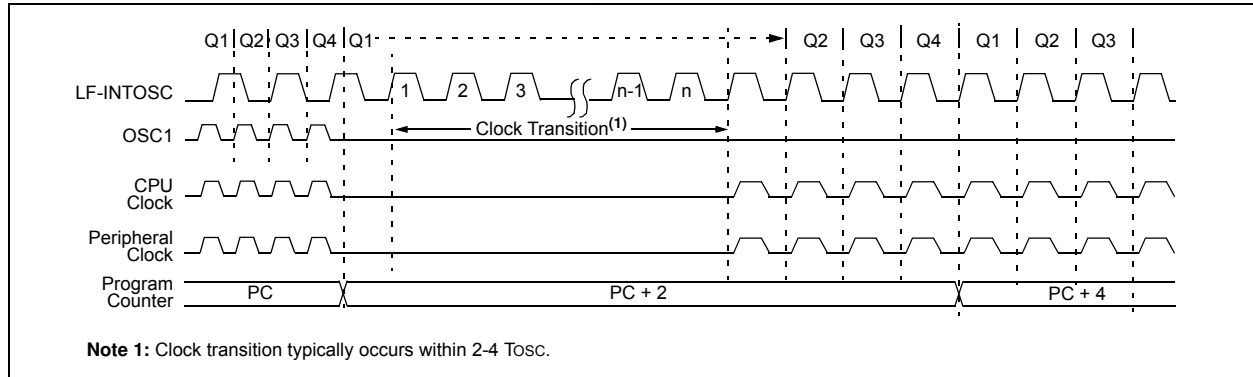 Q1 Q2 Q3 Q4 Q1 Q2 Q3 Q4 Q1 Q2 Q3
LF-INTOSC 1 2 3 n-1 n
Clock Transition(1)
OSC1
CPU
Clock
Peripheral
Clock
Program
Counter
PC PC + 2 PC + 4
Note 1: Clock transition typically occurs within 2-4 TOSC.